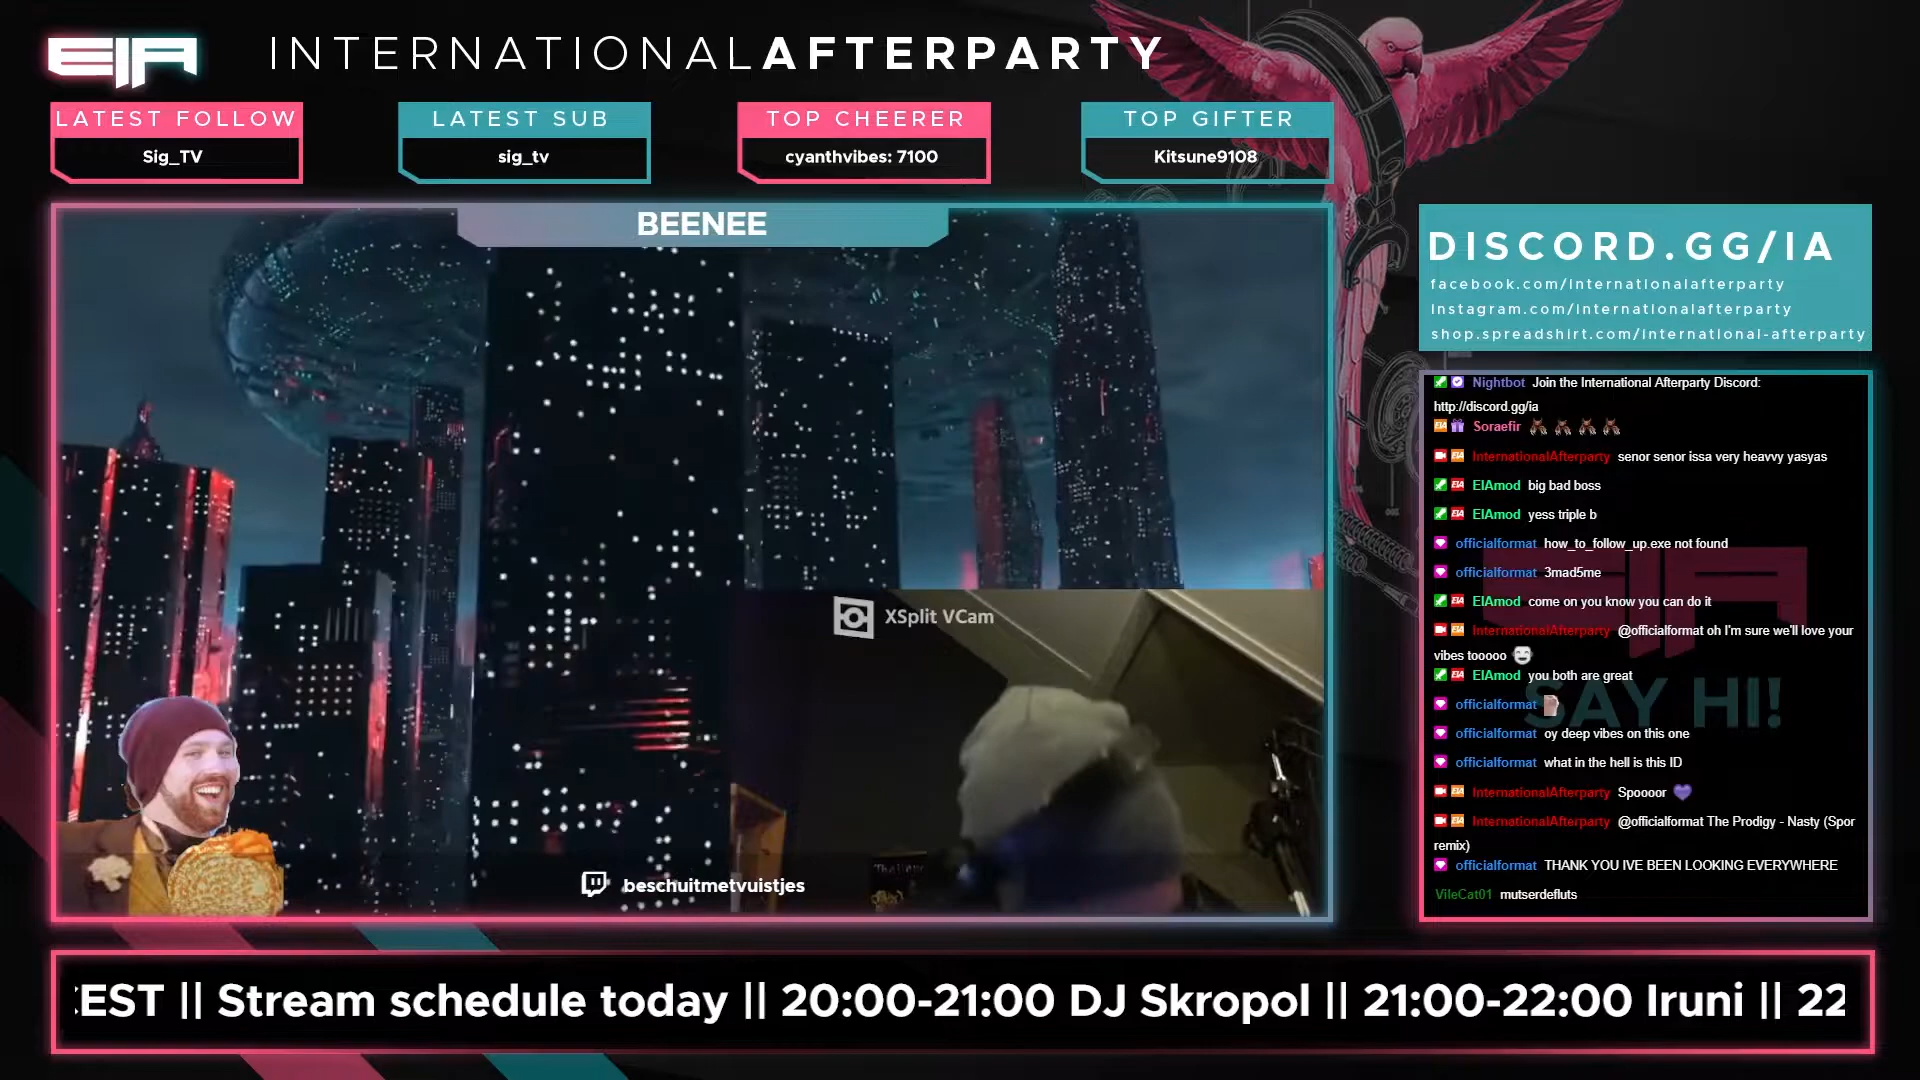 EIA
INTERNATIONALAFTERPARTY
LATEST FOLLOW
Sig_TV
LATEST SUB
sig_tv
TOP CHEERER
cyanthvibes: 7100
TOP GIFTER
Kitsune9108
BEENEE
XSplit VCam
beschuitmetvuistjes
DISCORD.GG/IA
facebook.com/internationalafterparty
instagram.com/internationalafterparty
shop.spreadshirt.com/international-afterparty
Nightbot Join the International Afterparty Discord:
http://discord.gg/ia
Soraefir
InternationalAfterparty senor senor issa very heavvy yasyas
EIAmod big bad boss
EIAmod yess triple b
officialformat how_to_follow_up.exe not found
officialformat 3mad5me
EIAmod come on you know you can do it
InternationalAfterparty @officialformat oh I'm sure we'll love your
vibes tooooo
EIAmod you both are great
officialformat
officialformat oy deep vibes on this one
officialformat what in the hell is this ID
InternationalAfterparty Spoooor
InternationalAfterparty @officialformat The Prodigy - Nasty (Spor
remix)
officialformat THANK YOU IVE BEEN LOOKING EVERYWHERE
VileCat01 mutserdefluts
EIA
SAY HI!
EST || Stream schedule today || 20:00-21:00 DJ Skropol || 21:00-22:00 Iruni || 22